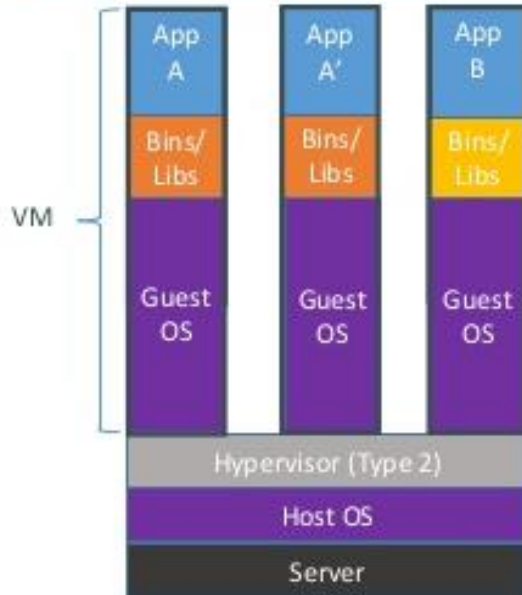 App
A
App
A’
App
B
Bins/
Libs
Bins/
Libs
Bins/
Libs
VM
Guest
OS
Guest
OS
Guest
OS
Hypervisor (Type 2)
Host OS
Server